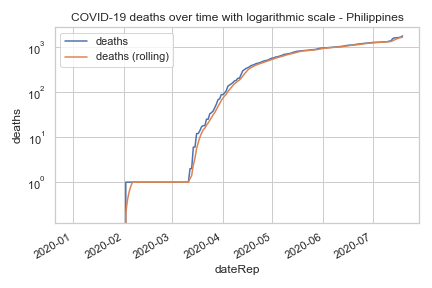 COVID-19 deaths over time with logarithmic scale - Philippines
deaths
deaths (rolling)
10³
10²
10¹
10⁰
deaths
2020-01
2020-02
2020-03
2020-04
2020-05
2020-06
2020-07
dateRep